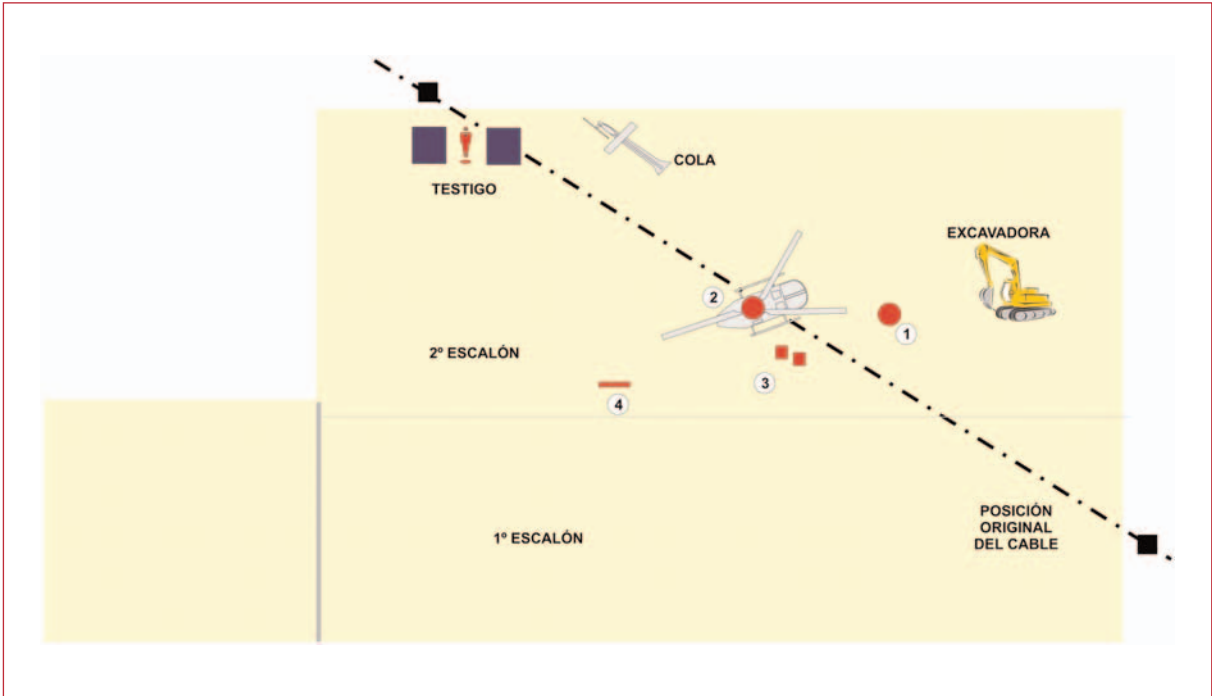 TESTIGO
COLA
EXCAVADORA
2
1
2º ESCALÓN
3
4
1º ESCALÓN
POSICIÓN
ORIGINAL
DEL CABLE